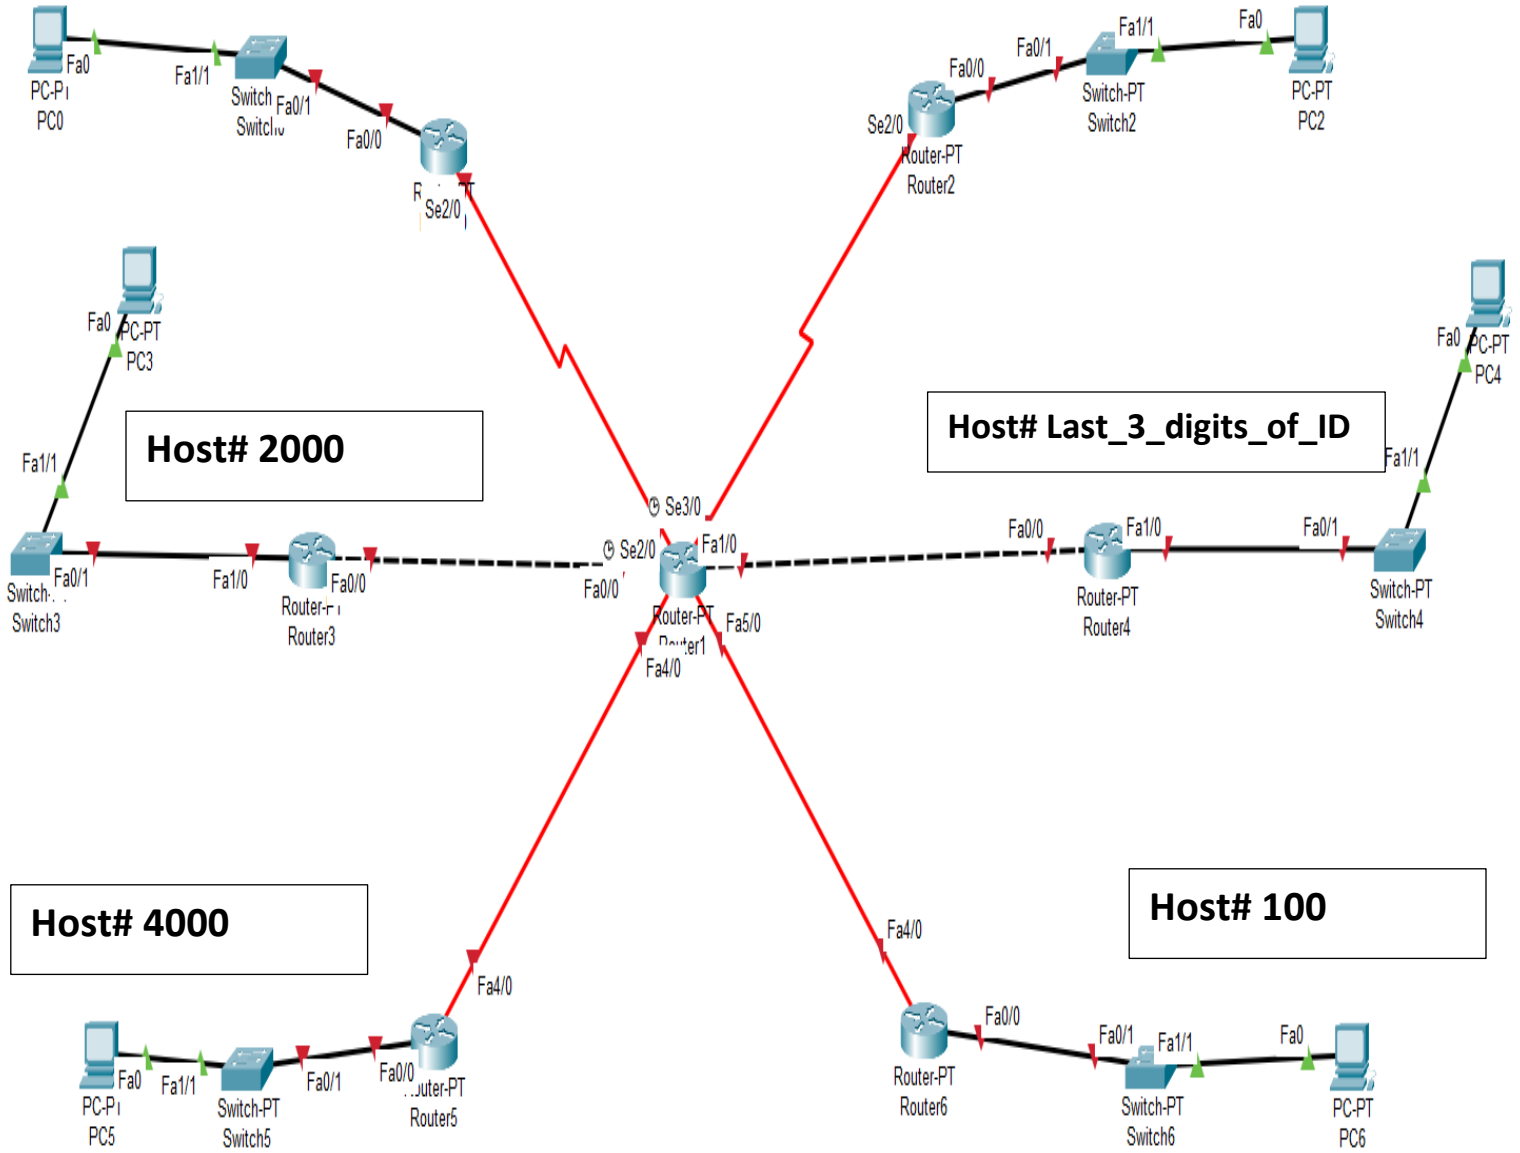 Fa0
Fa1/1
PC0
Switch
Fa0/1
Fa0/0
Se2/0
Fa0/0
Fa0/1
Fa1/1
Fa0
Se2/0
Router-PT
Router2
Switch-PT
Switch2
PC-PT
PC2
Fa0
PC-PT
PC3
Fa1/1
Host# 2000
Fa0
PC-PT
PC4
Host# Last_3_digits_of_ID
Fa1/1
Se3/0
Se2/0
Fa1/0
Fa0/1
Switch3
Fa1/0
Fa0/0
Router3
Fa0/0
Router-PT
Router1
Fa5/0
Fa4/0
Fa0/0
Fa1/0
Router-PT
Router4
Fa0/1
Switch-PT
Switch4
Host# 4000
Host# 100
Fa4/0
Fa4/0
Fa0
Fa1/1
PC5
Switch-PT
Switch5
Fa0/1
Fa0/0
Router5
Fa0/0
Router-PT
Router6
Fa0/1
Fa1/1
Fa0
Switch-PT
Switch6
PC-PT
PC6